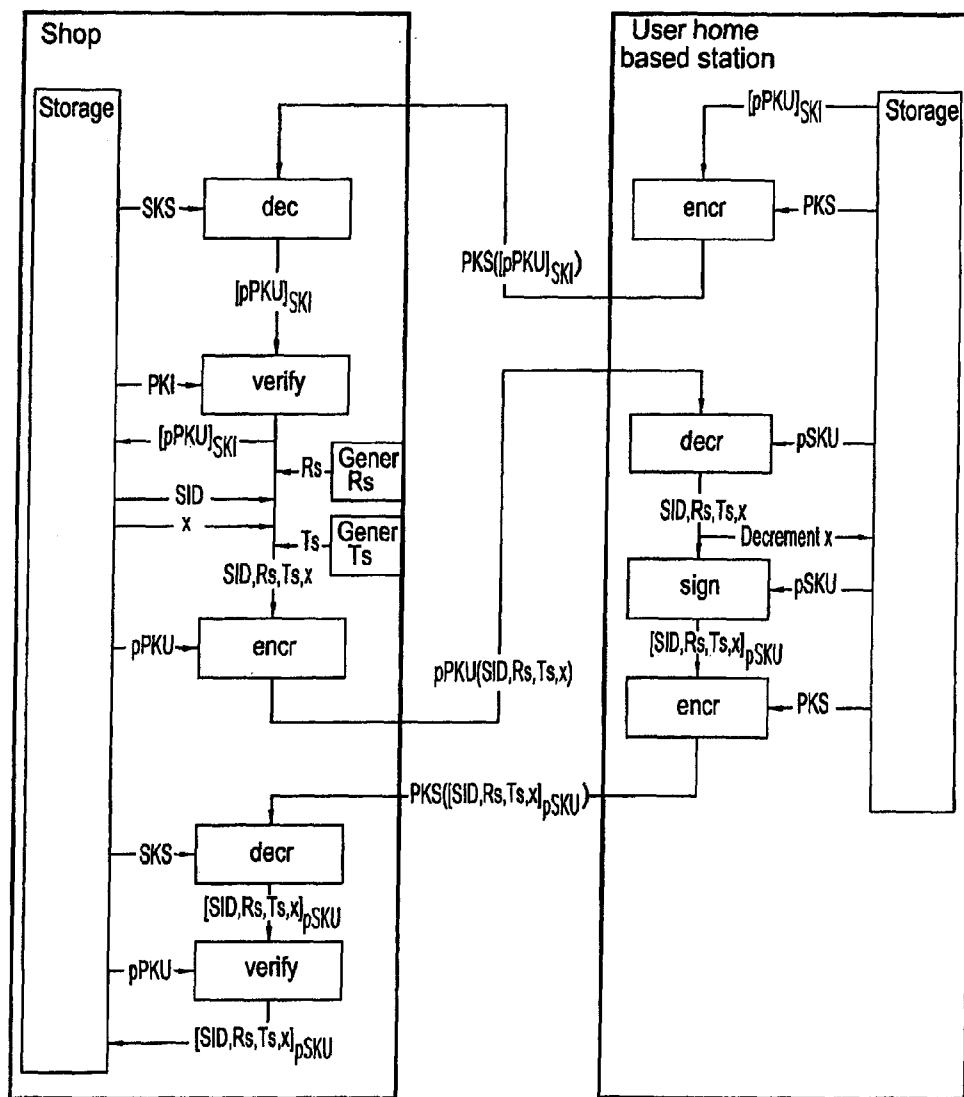 Shop
Storage
SKS
dec
[pPKU]SKI
PKI
verify
[pPKU]SKI
Rs
Gener
Rs
SID
x
Ts
Gener
Ts
SID,Rs,Ts,x
pPKU
encr
SKS
decr
[SID,Rs,Ts,x]pSKU
pPKU
verify
[SID,Rs,Ts,x]pSKU
PKS([pPKU]SKI)
pPKU(SID,Rs,Ts,x)
PKS([SID,Rs,Ts,x]pSKU)
User home
based station
Storage
[pPKU]SKI
encr
PKS
decr
pSKU
SID,Rs,Ts,x
Decrement x
sign
pSKU
[SID,Rs,Ts,x]pSKU
encr
PKS